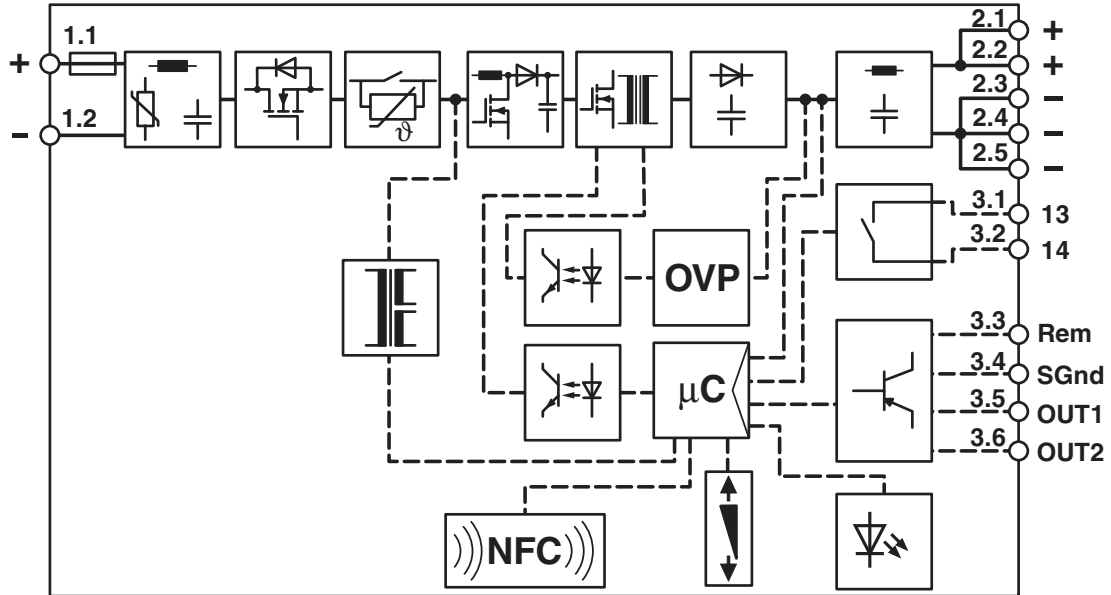 1.1
+
1.2
–
ϑ
2.1
+
2.2
+
2.3
–
2.4
–
2.5
–
3.1
13
3.2
14
OVP
μC
3.3
Rem
3.4
SGnd
3.5
OUT1
3.6
OUT2
NFC